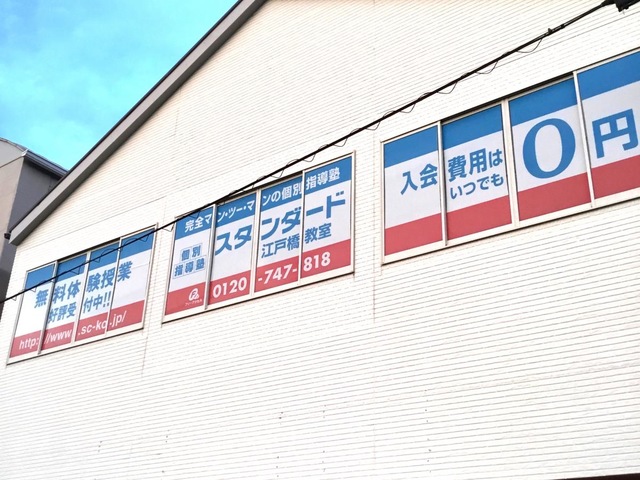 無料体験授業
好評受付中!!
http://www.sc-kobetsu.jp/
完全マン・ツー・マンの個別指導塾
個別
指導塾
スタンダード
江戸橋教室
0120-747-818
入会費用は
いつでも
0円